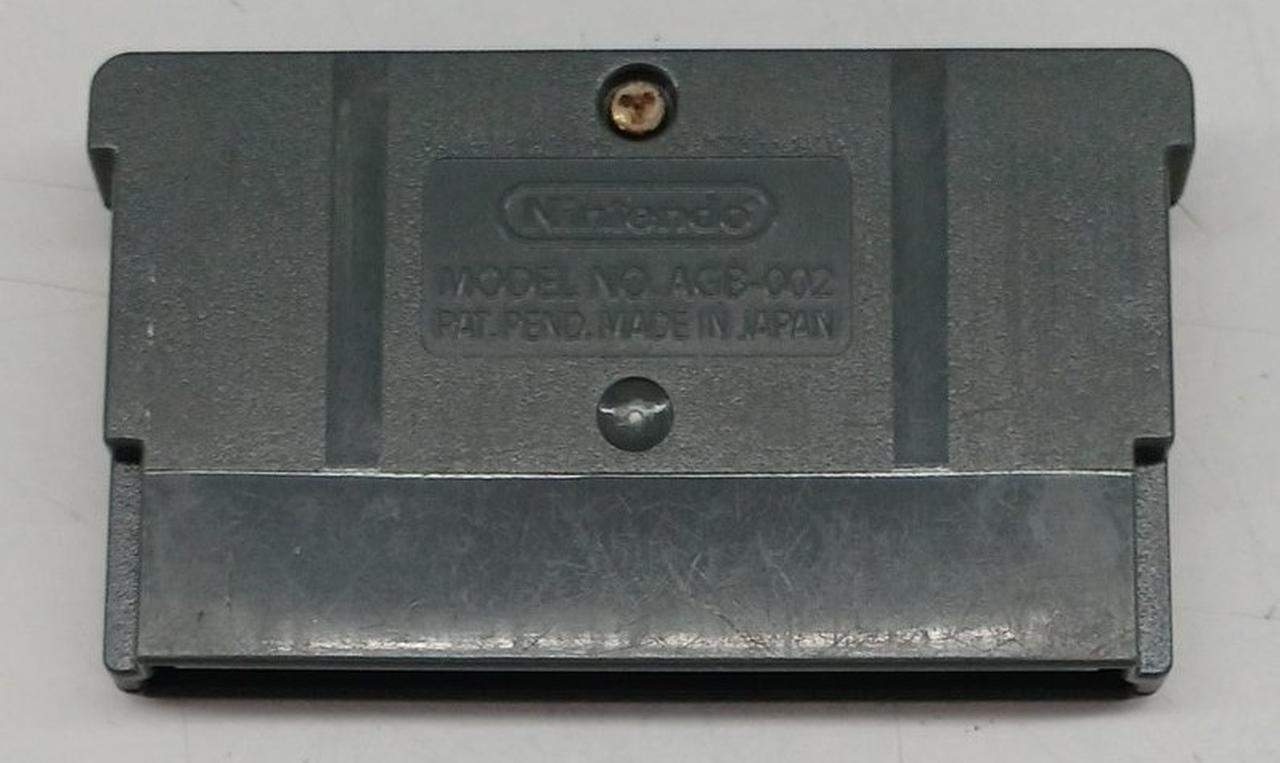 Nintendo
MODEL NO. AGB-002
PAT. PEND. MADE IN JAPAN